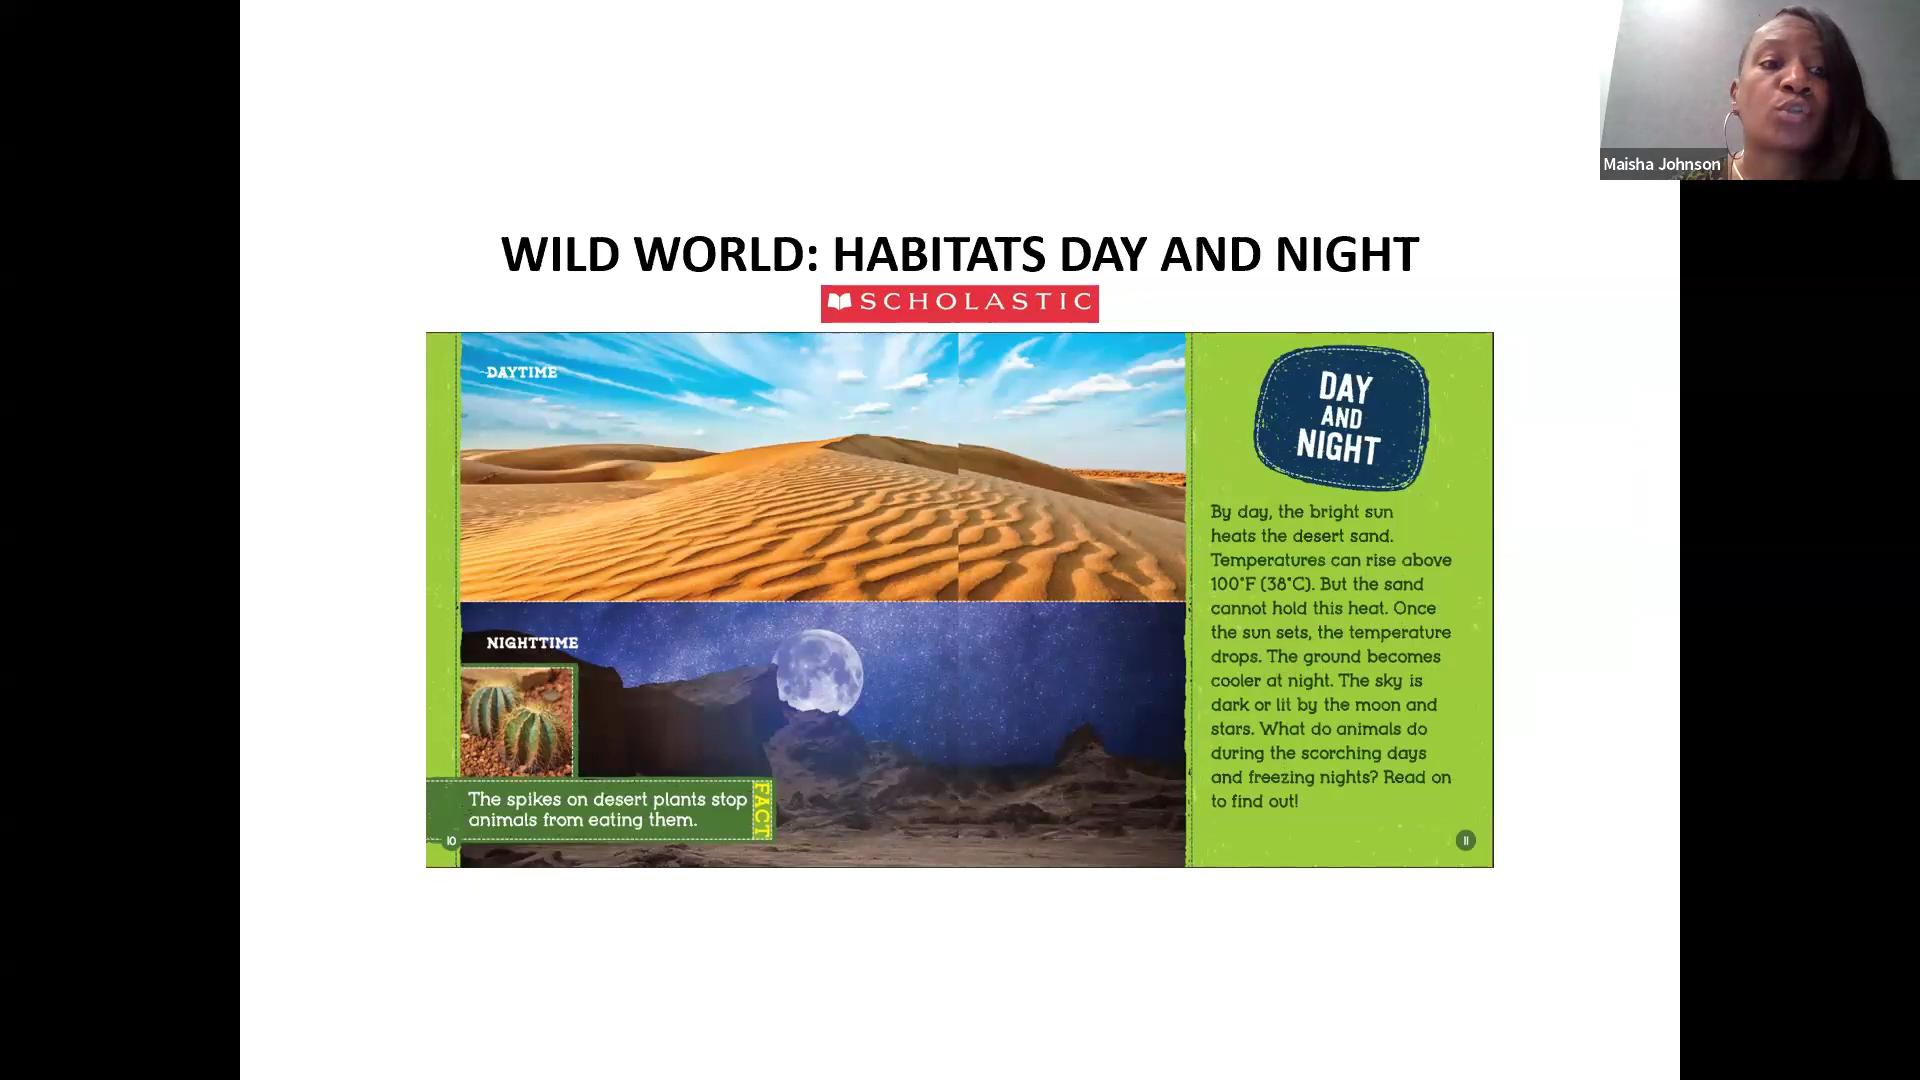 Maisha Johnson
WILD WORLD: HABITATS DAY AND NIGHT
SCHOLASTIC
DAYTIME
NIGHTTIME
The spikes on desert plants stop
animals from eating them.
FACT
10
DAY
AND
NIGHT
By day, the bright sun
heats the desert sand.
Temperatures can rise above
100°F (38°C). But the sand
cannot hold this heat. Once
the sun sets, the temperature
drops. The ground becomes
cooler at night. The sky is
dark or lit by the moon and
stars. What do animals do
during the scorching days
and freezing nights? Read on
to find out!
11